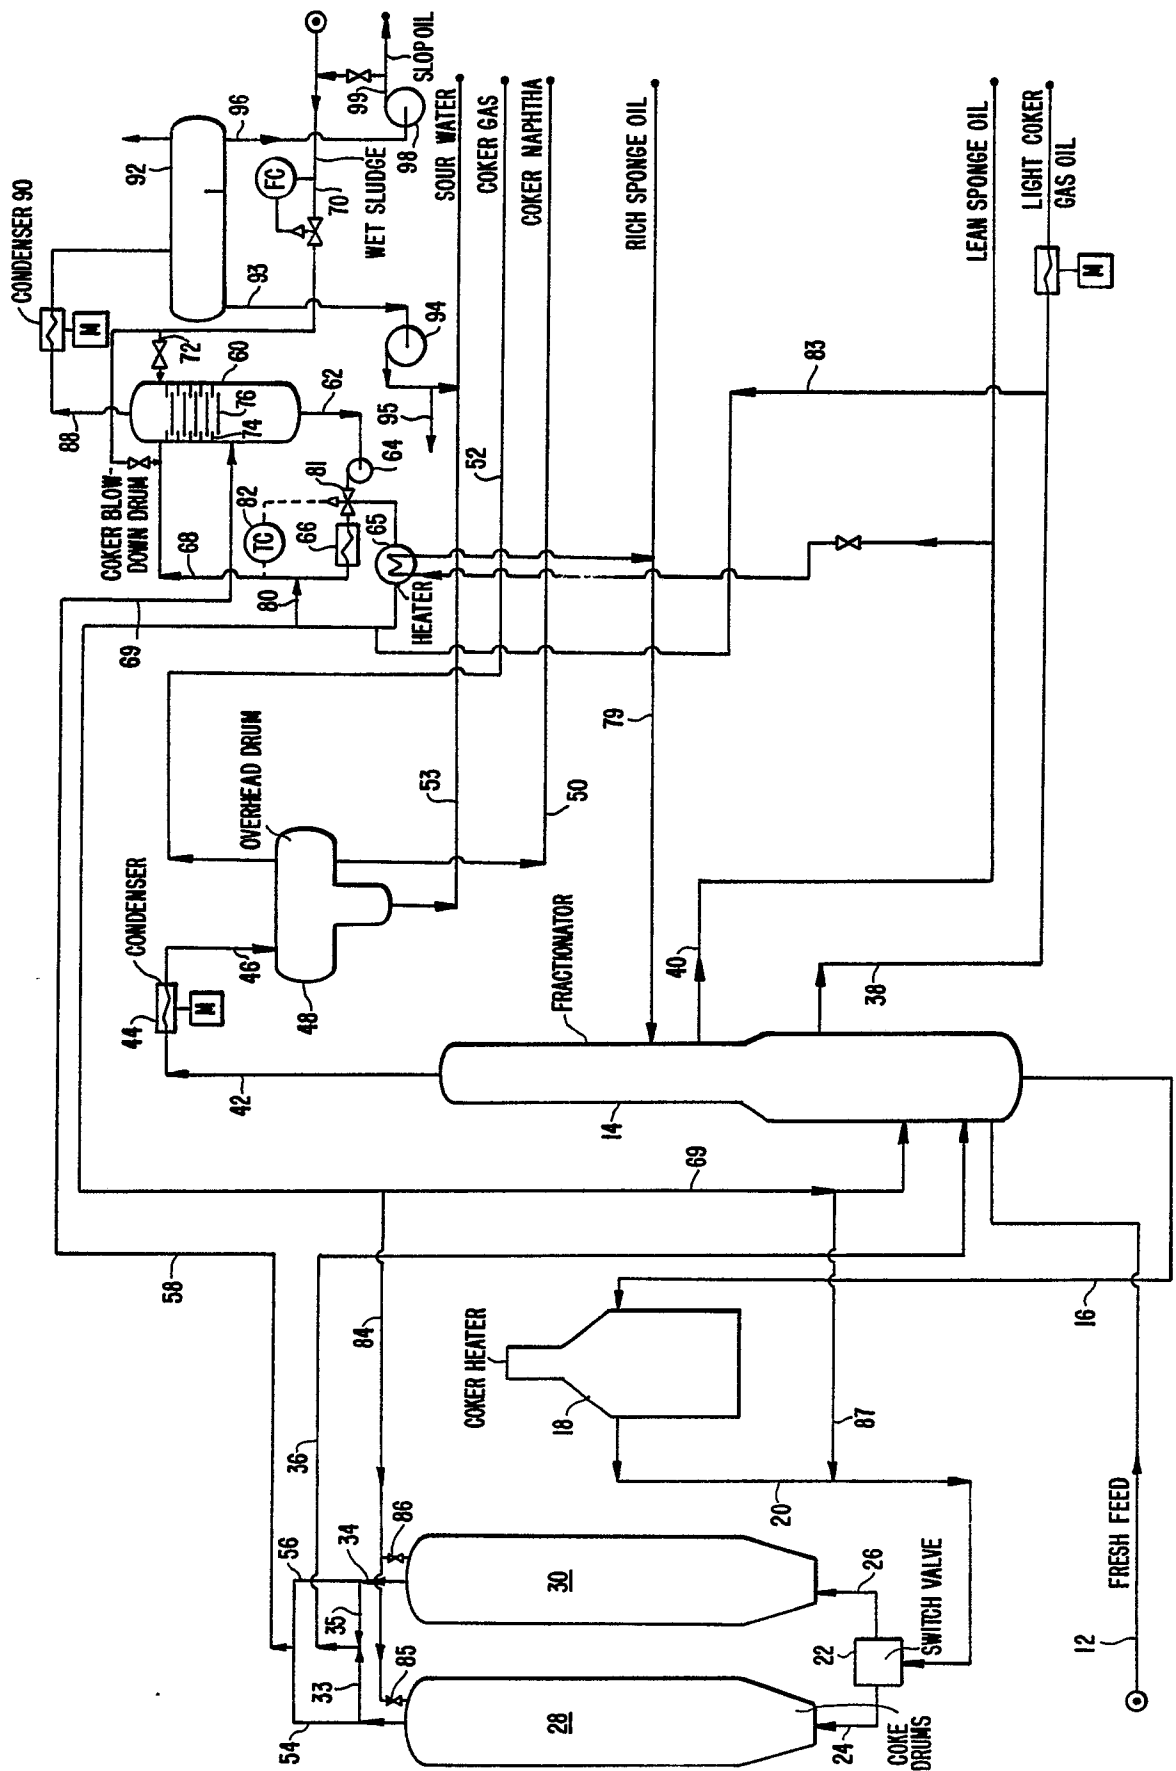 FRESH FEED
12
16
COKE
DRUMS
24
22
SWITCH VALVE
26
28
30
20
87
COKER HEATER
18
54
33
85
35
34
56
86
36
84
58
69
14
FRACTIONATOR
42
44
CONDENSER
46
48
OVERHEAD DRUM
38
40
79
50
53
52
69
68
80
COKER BLOW-
DOWN DRUM
TC
82
66
65
HEATER
81
64
62
60
74
76
72
88
M
M
M
CONDENSER 90
92
93
94
95
96
98
99
FC
70
WET SLUDGE
SLOP OIL
SOUR WATER
COKER GAS
COKER NAPHTHA
RICH SPONGE OIL
83
LEAN SPONGE OIL
LIGHT COKER
GAS OIL